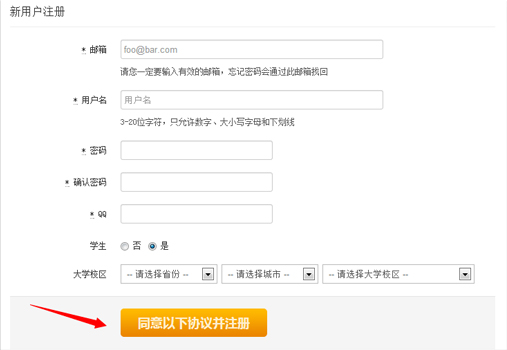 新用户注册
* 邮箱 foo@bar.com
请您一定要输入有效的邮箱，忘记密码会通过此邮箱找回
* 用户名 用户名
3-20位字符，只允许数字、大小写字母和下划线
* 密码
* 确认密码
* QQ
学生 否 是
大学校区 -- 请选择省份 -- -- 请选择城市 -- -- 请选择大学校区 --
同意以下协议并注册